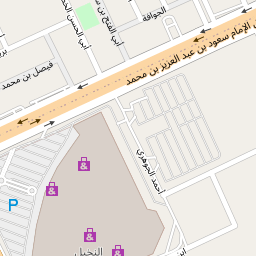 الجوافة
أبي الفتح بن س
أبي الحسن الخ
فيصل بن محمد
الإمام سعود بن عبد العزيز بن محمد
أحمد الجوهري
النخيل
P